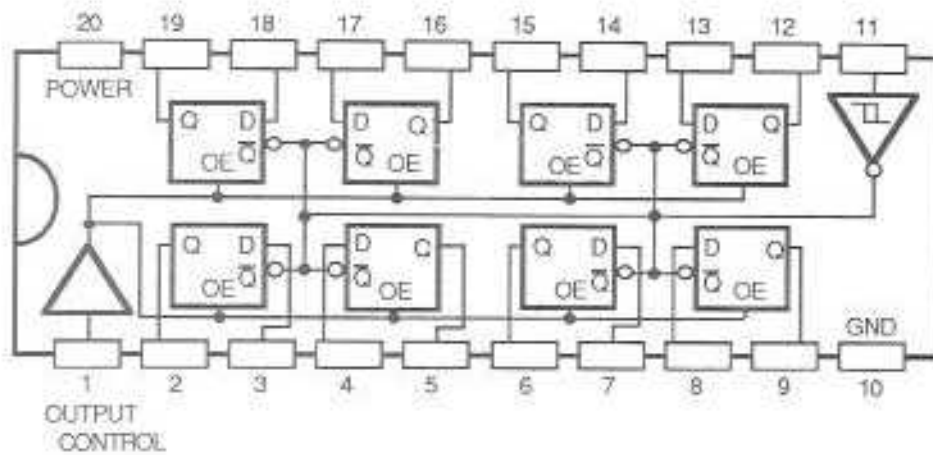 20 19 18 17 16 15 14 13 12 11
POWER
Q D Q̅ OE
D Q Q̅ OE
Q D Q̅ OE
D Q Q̅ OE
Q D Q̅ OE
D Q Q̅ OE
Q D Q̅ OE
D Q Q̅ OE
GND
1 2 3 4 5 6 7 8 9 10
OUTPUT
CONTROL